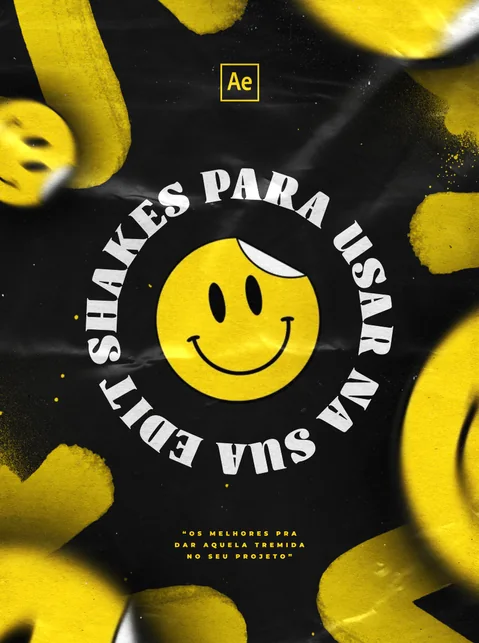 Ae
SHAKES PARA USAR NA SUA EDIT
"OS MELHORES PRA
DAR AQUELA TREMIDA
NO SEU PROJETO"